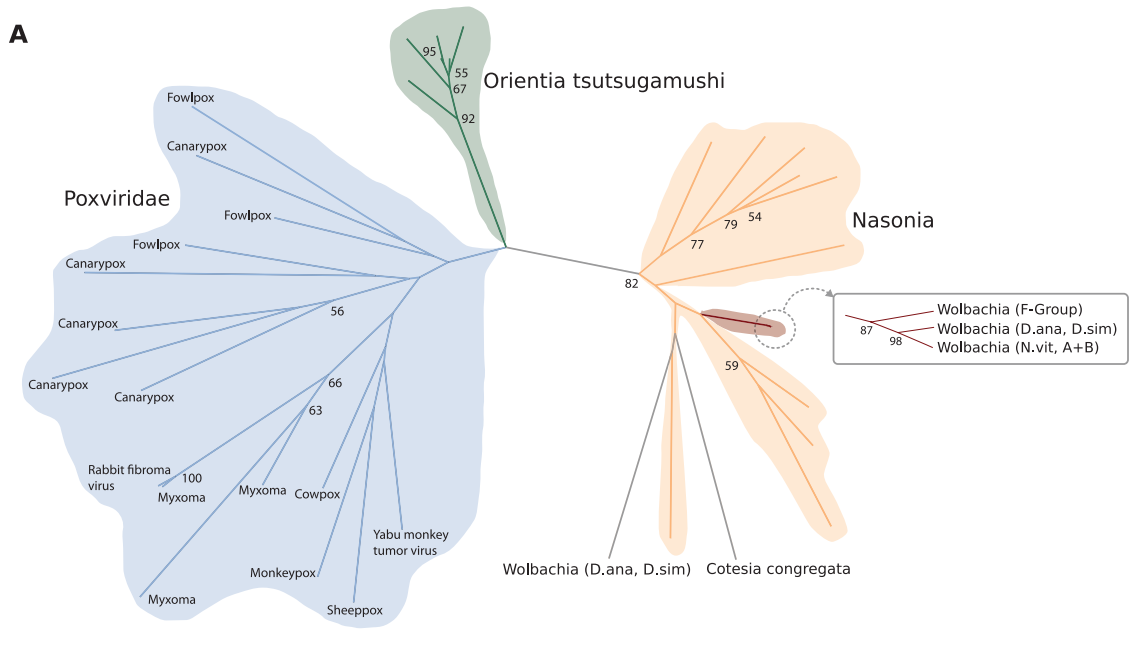 A
95
55
67
92
Orientia tsutsugamushi
Fowlpox
Canarypox
Poxviridae
Fowlpox
Fowlpox
Canarypox
56
Canarypox
Canarypox
Canarypox
66
63
Rabbit fibroma
virus
100
Myxoma
Myxoma
Cowpox
Yabu monkey
tumor virus
Monkeypox
Myxoma
Sheeppox
54
79
77
Nasonia
82
59
Wolbachia (F-Group)
87
Wolbachia (D.ana, D.sim)
98
Wolbachia (N.vit, A+B)
Wolbachia (D.ana, D.sim)
Cotesia congregata